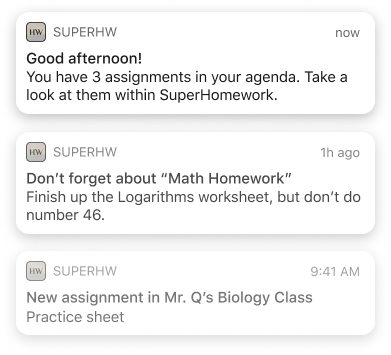 HW SUPERHW now
Good afternoon!
You have 3 assignments in your agenda. Take a
look at them within SuperHomework.
HW SUPERHW 1h ago
Don’t forget about “Math Homework”
Finish up the Logarithms worksheet, but don’t do
number 46.
HW SUPERHW 9:41 AM
New assignment in Mr. Q’s Biology Class
Practice sheet